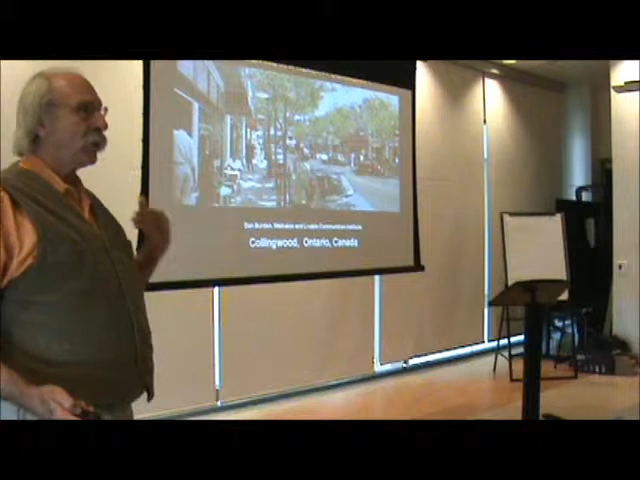 Dan Burden, Walkable and Livable Communities Institute
Collingwood, Ontario, Canada